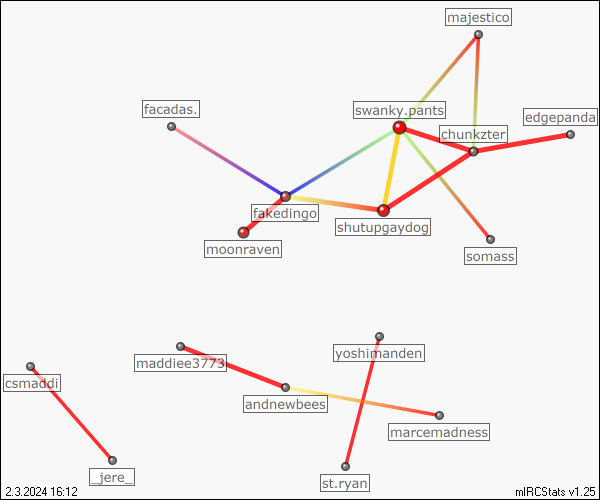 majestico
facadas.
swanky.pants
edgepanda
chunkzter
fakedingo
shutupgaydog
moonraven
somass
yoshimanden
maddiee3773
csmaddi
andnewbees
marcemadness
_jere_
st.ryan
2.3.2024 16:12
mIRCStats v1.25